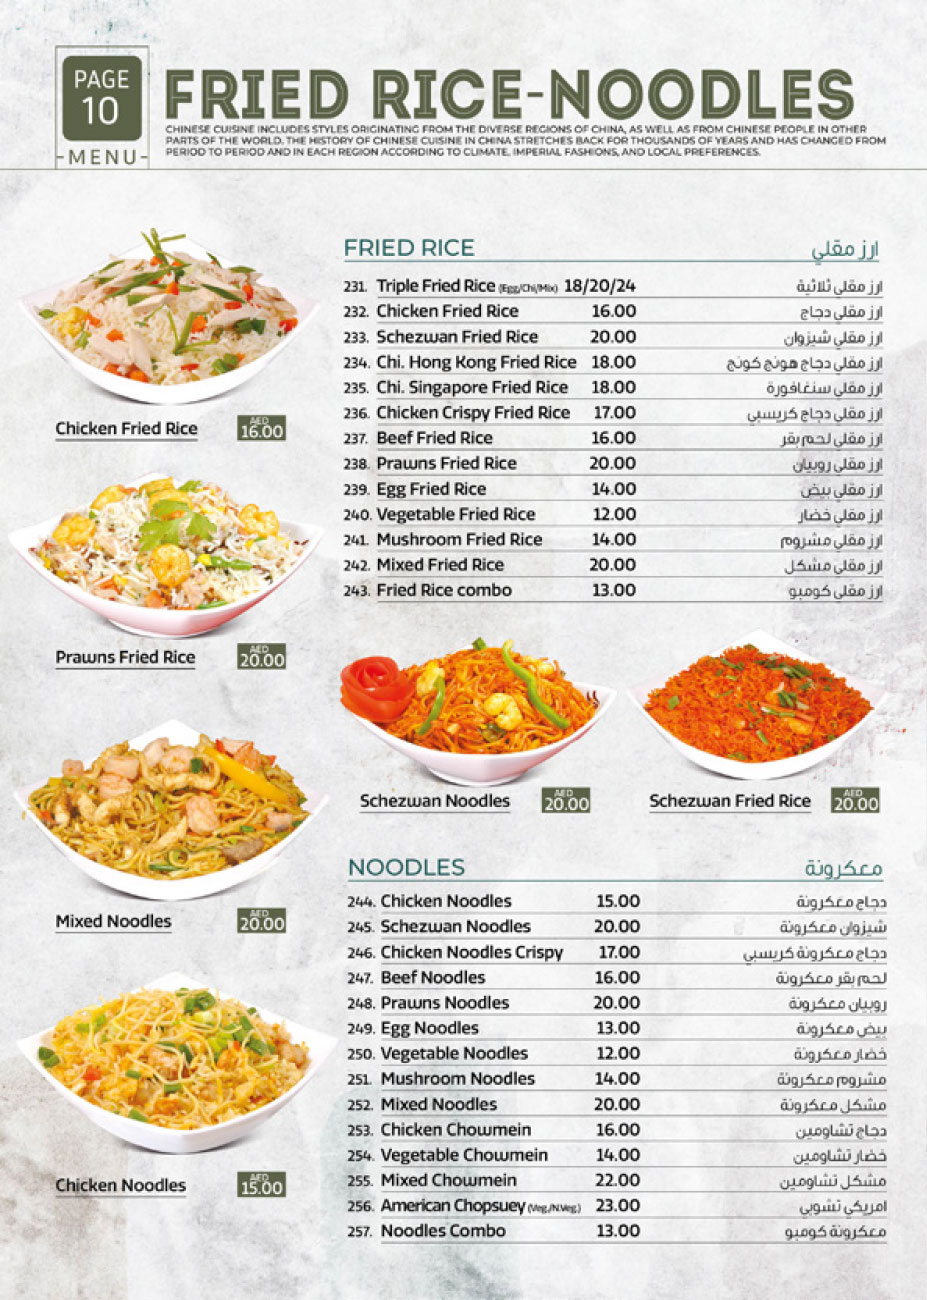 PAGE
10
-MENU-
FRIED RICE-NOODLES
CHINESE CUISINE INCLUDES STYLES ORIGINATING FROM THE DIVERSE REGIONS OF CHINA, AS WELL AS FROM CHINESE PEOPLE IN OTHER
PARTS OF THE WORLD. THE HISTORY OF CHINESE CUISINE IN CHINA STRETCHES BACK FOR THOUSANDS OF YEARS AND HAS CHANGED FROM
PERIOD TO PERIOD AND IN EACH REGION ACCORDING TO CLIMATE, IMPERIAL FASHIONS, AND LOCAL PREFERENCES.
Chicken Fried Rice AED 16.00
Prawns Fried Rice AED 20.00
Mixed Noodles AED 20.00
Chicken Noodles AED 15.00
FRIED RICE ارز مقلي
231. Triple Fried Rice (Egg/Chi/Mix) 18/20/24 ارز مقلي ثلاثية
232. Chicken Fried Rice 16.00 ارز مقلي دجاج
233. Schezwan Fried Rice 20.00 ارز مقلي شيزوان
234. Chi. Hong Kong Fried Rice 18.00 ارز مقلي دجاج هونج كونج
235. Chi. Singapore Fried Rice 18.00 ارز مقلي سنغافورة
236. Chicken Crispy Fried Rice 17.00 ارز مقلي دجاج كريسبي
237. Beef Fried Rice 16.00 ارز مقلي لحم بقر
238. Prawns Fried Rice 20.00 ارز مقلي روبيان
239. Egg Fried Rice 14.00 ارز مقلي بيض
240. Vegetable Fried Rice 12.00 ارز مقلي خضار
241. Mushroom Fried Rice 14.00 ارز مقلي مشروم
242. Mixed Fried Rice 20.00 ارز مقلي مشكل
243. Fried Rice combo 13.00 ارز مقلي كومبو
Schezwan Noodles AED 20.00
Schezwan Fried Rice AED 20.00
NOODLES معكرونة
244. Chicken Noodles 15.00 دجاج معكرونة
245. Schezwan Noodles 20.00 شيزوان معكرونة
246. Chicken Noodles Crispy 17.00 دجاج معكرونة كريسبي
247. Beef Noodles 16.00 لحم بقر معكرونة
248. Prawns Noodles 20.00 روبيان معكرونة
249. Egg Noodles 13.00 بيض معكرونة
250. Vegetable Noodles 12.00 خضار معكرونة
251. Mushroom Noodles 14.00 مشروم معكرونة
252. Mixed Noodles 20.00 مشكل معكرونة
253. Chicken Chowmein 16.00 دجاج تشاومين
254. Vegetable Chowmein 14.00 خضار تشاومين
255. Mixed Chowmein 22.00 مشكل تشاومين
256. American Chopsuey (Veg./N.Veg.) 23.00 امريكي تشوبي
257. Noodles Combo 13.00 معكرونة كومبو